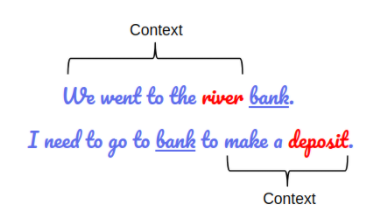 Context
We went to the river bank.
I need to go to bank to make a deposit.
Context